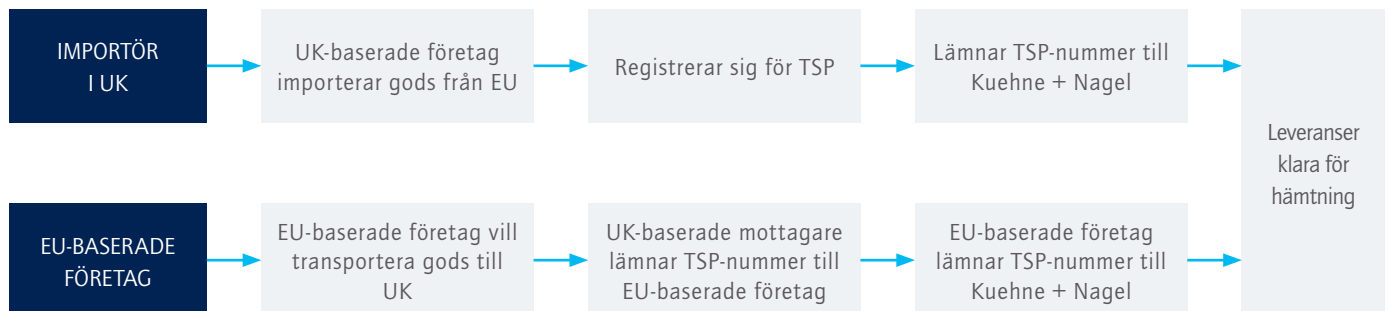 IMPORTÖR
I UK
UK-baserade företag
importerar gods från EU
Registrerar sig för TSP
Lämnar TSP-nummer till
Kuehne + Nagel
Leveranser
klara för
hämtning
EU-BASERADE
FÖRETAG
EU-baserade företag vill
transportera gods till
UK
UK-baserade mottagare
lämnar TSP-nummer till
EU-baserade företag
EU-baserade företag
lämnar TSP-nummer till
Kuehne + Nagel